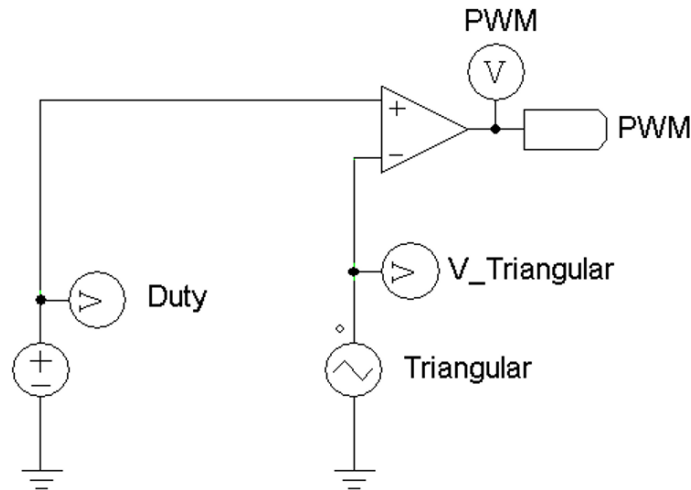 PWM
V
+
PWM
−
V
V_Triangular
V
Duty
+
−
Triangular